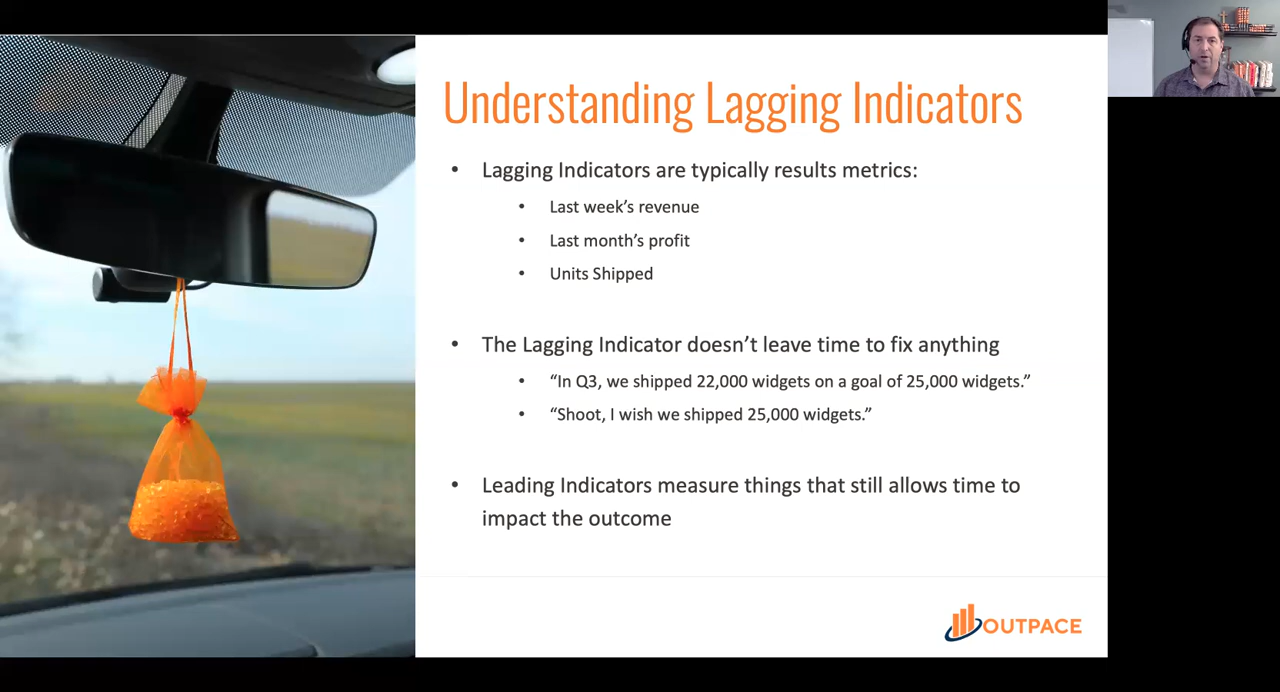 Understanding Lagging Indicators
• Lagging Indicators are typically results metrics:
• Last week’s revenue
• Last month’s profit
• Units Shipped
• The Lagging Indicator doesn’t leave time to fix anything
• “In Q3, we shipped 22,000 widgets on a goal of 25,000 widgets.”
• “Shoot, I wish we shipped 25,000 widgets.”
• Leading Indicators measure things that still allows time to
impact the outcome
OUTPACE